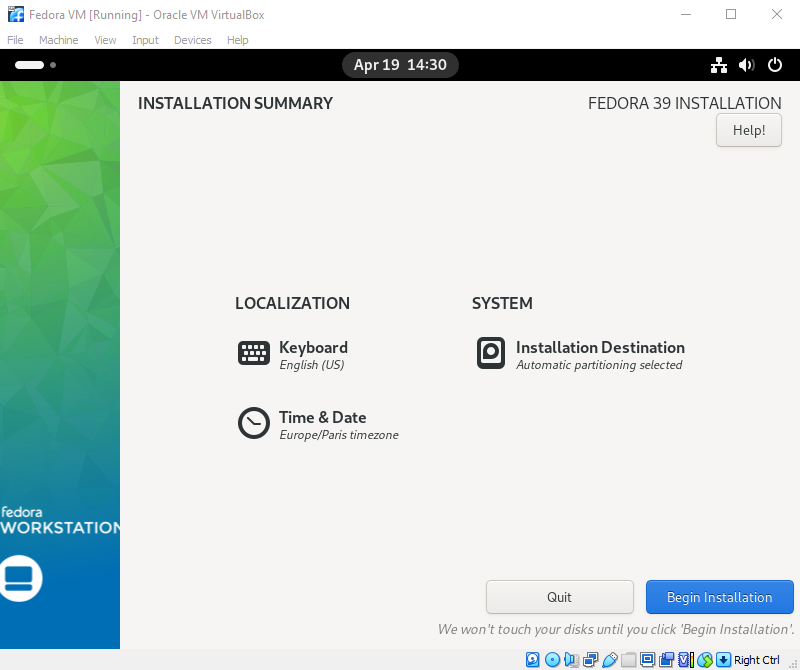 Fedora VM [Running] - Oracle VM VirtualBox
File Machine View Input Devices Help
Apr 19 14:30
INSTALLATION SUMMARY
FEDORA 39 INSTALLATION
Help!
LOCALIZATION
SYSTEM
Keyboard
English (US)
Installation Destination
Automatic partitioning selected
Time & Date
Europe/Paris timezone
fedora
WORKSTATION
Quit
Begin Installation
We won't touch your disks until you click 'Begin Installation'.
Right Ctrl